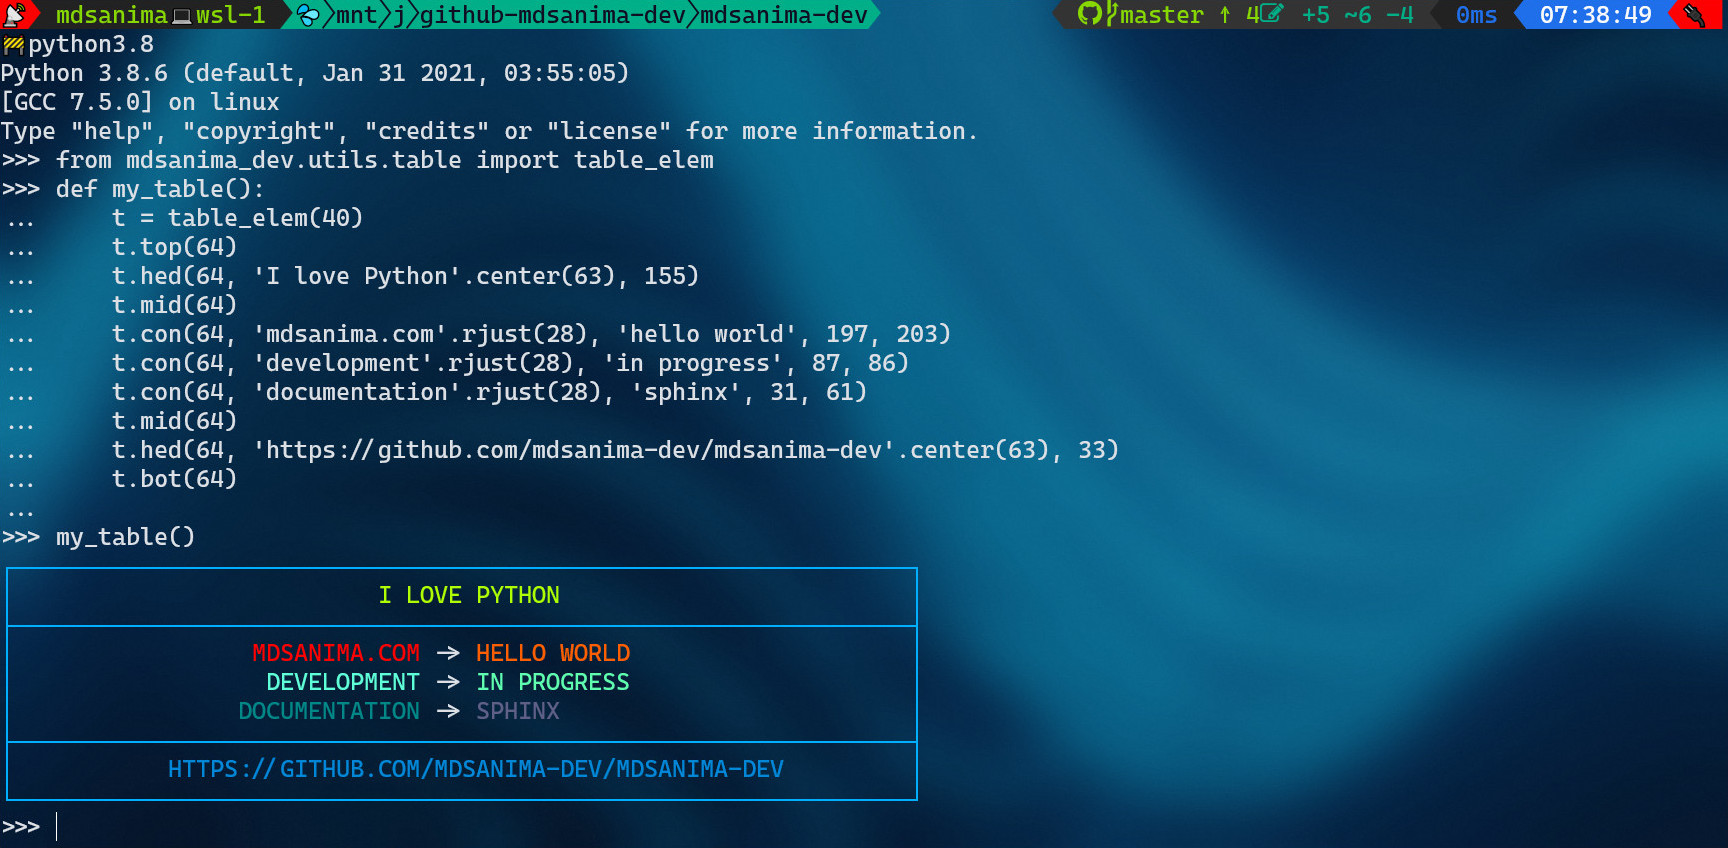 mdsanima wsl-1 mnt j github-mdsanima-dev mdsanima-dev master ↑ 4 +5 ~6 -4 0ms 07:38:49
python3.8
Python 3.8.6 (default, Jan 31 2021, 03:55:05)
[GCC 7.5.0] on linux
Type "help", "copyright", "credits" or "license" for more information.
>>> from mdsanima_dev.utils.table import table_elem
>>> def my_table():
...     t = table_elem(40)
...     t.top(64)
...     t.hed(64, 'I love Python'.center(63), 155)
...     t.mid(64)
...     t.con(64, 'mdsanima.com'.rjust(28), 'hello world', 197, 203)
...     t.con(64, 'development'.rjust(28), 'in progress', 87, 86)
...     t.con(64, 'documentation'.rjust(28), 'sphinx', 31, 61)
...     t.mid(64)
...     t.hed(64, 'https://github.com/mdsanima-dev/mdsanima-dev'.center(63), 33)
...     t.bot(64)
...
>>> my_table()
I LOVE PYTHON
MDSANIMA.COM -> HELLO WORLD
DEVELOPMENT -> IN PROGRESS
DOCUMENTATION -> SPHINX
HTTPS://GITHUB.COM/MDSANIMA-DEV/MDSANIMA-DEV
>>>